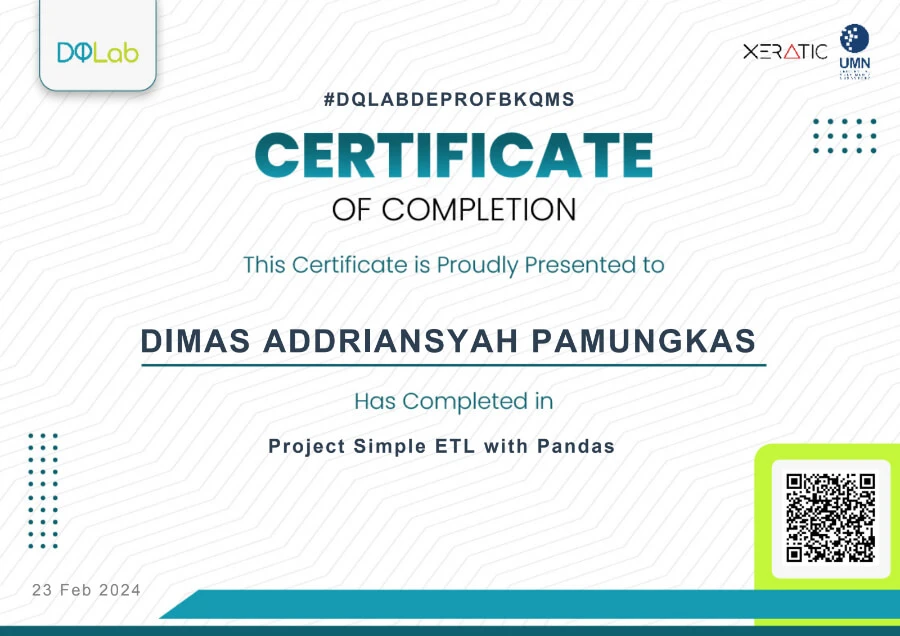 DQLab
XERATIC
UMN
#DQLABDEPROFBKQMS
CERTIFICATE
OF COMPLETION
This Certificate is Proudly Presented to
DIMAS ADDRIANSYAH PAMUNGKAS
Has Completed in
Project Simple ETL with Pandas
23 Feb 2024